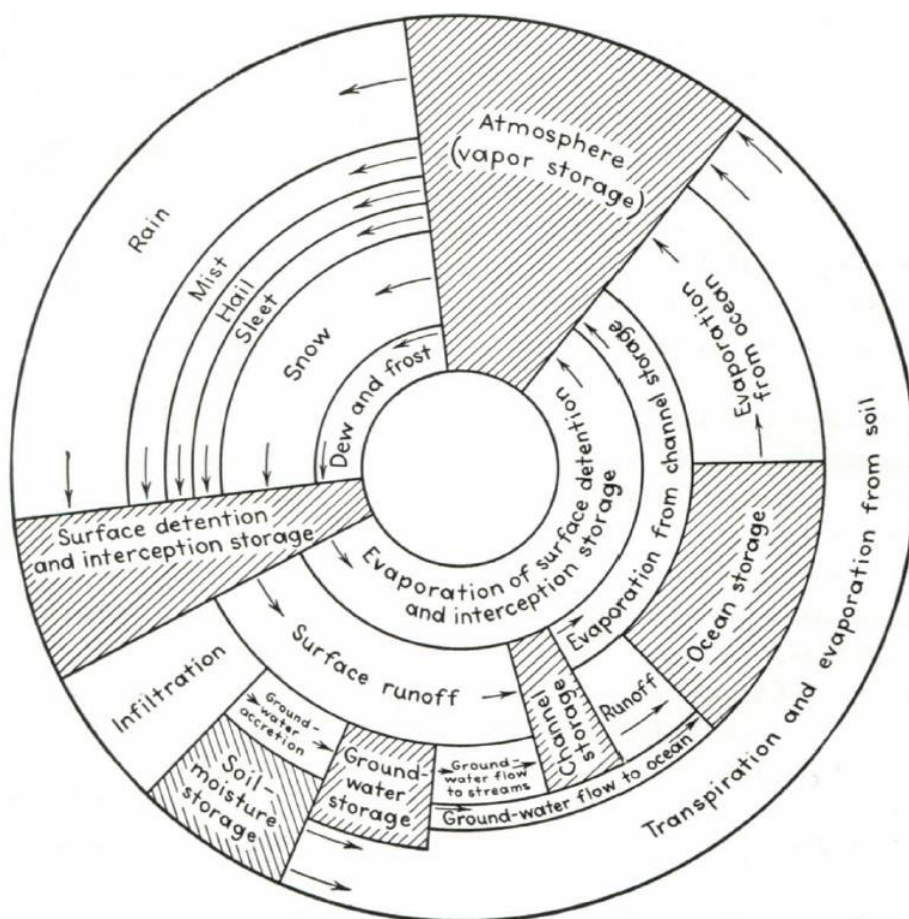 Atmosphere
(vapor storage)
Rain
Mist
Hail
Sleet
Snow
Dew and frost
Surface detention
and interception storage
Evaporation of surface detention
and interception storage
Evaporation from channel storage
Evaporation
from ocean
Transpiration and evaporation from soil
Ocean storage
Surface runoff
Infiltration
Ground-
water
accretion
Soil-
moisture
storage
Ground-
water
storage
Ground-
water flow
to streams
Channel
storage
Runoff
Ground-water flow to ocean